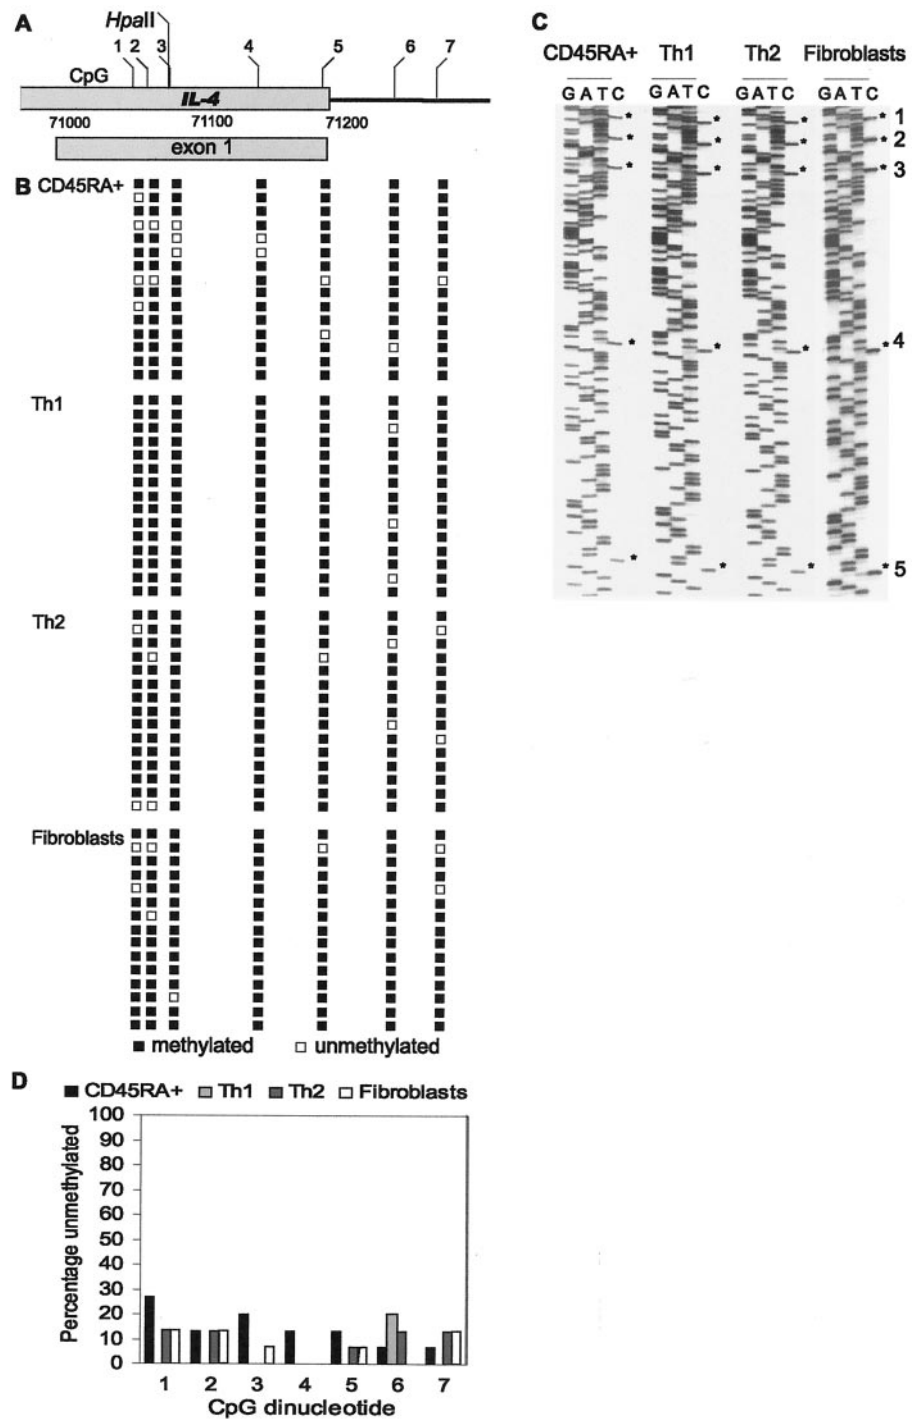 A
HpaII
1 2 3 4 5 6 7
CpG
IL-4
71000 71100 71200
exon 1
B CD45RA+
Th1
Th2
Fibroblasts
methylated unmethylated
C
CD45RA+ Th1 Th2 Fibroblasts
G A T C G A T C G A T C G A T C
* * * * 1
* * * * 2
* * * * 3
* * * * 4
* * * * 5
D
CD45RA+ Th1 Th2 Fibroblasts
Percentage unmethylated
100
90
80
70
60
50
40
30
20
10
0
1 2 3 4 5 6 7
CpG dinucleotide